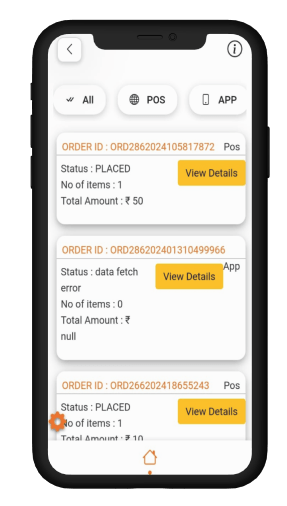 All POS APP
ORDER ID : ORD2862024105817872 Pos
Status : PLACED
View Details
No of items : 1
Total Amount : ₹ 50
ORDER ID : ORD286202401310499966
App
Status : data fetch
error
View Details
No of items : 0
Total Amount : ₹
null
ORDER ID : ORD266202418655243 Pos
Status : PLACED
View Details
No of items : 1
Total Amount : ₹ 10